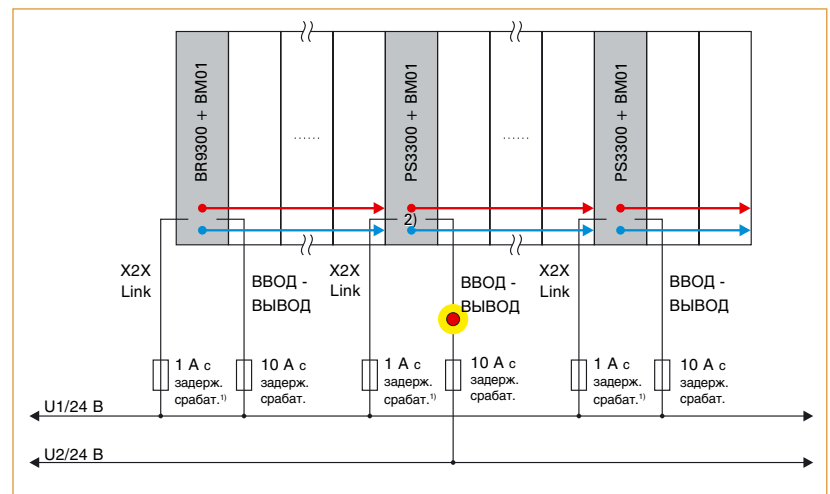 BR9300 + BM01
......
PS3300 + BM01
......
PS3300 + BM01
2)
X2X
Link
ВВОД -
ВЫВОД
X2X
Link
ВВОД -
ВЫВОД
X2X
Link
ВВОД -
ВЫВОД
1 А с
задерж.
срабат.1)
10 А с
задерж.
срабат.
1 А с
задерж.
срабат.1)
10 А с
задерж.
срабат.
1 А с
задерж.
срабат.1)
10 А с
задерж.
срабат.
U1/24 В
U2/24 В